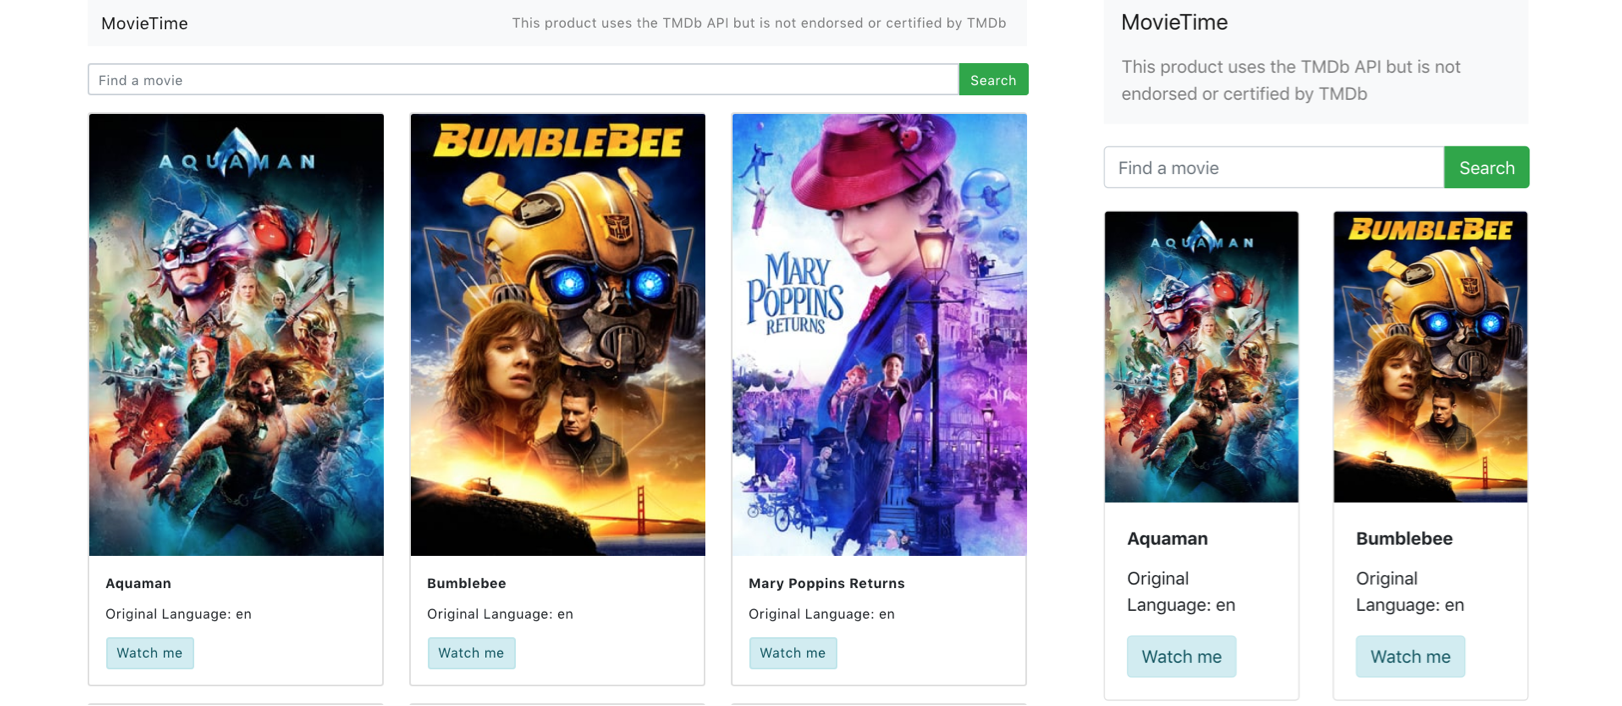 MovieTime
This product uses the TMDb API but is not endorsed or certified by TMDb
Find a movie
Search
AQUAMAN
BUMBLEBEE
MARY
POPPINS
RETURNS
Aquaman
Original Language: en
Watch me
Bumblebee
Original Language: en
Watch me
Mary Poppins Returns
Original Language: en
Watch me
MovieTime
This product uses the TMDb API but is not
endorsed or certified by TMDb
Find a movie
Search
AQUAMAN
BUMBLEBEE
Aquaman
Original
Language: en
Watch me
Bumblebee
Original
Language: en
Watch me